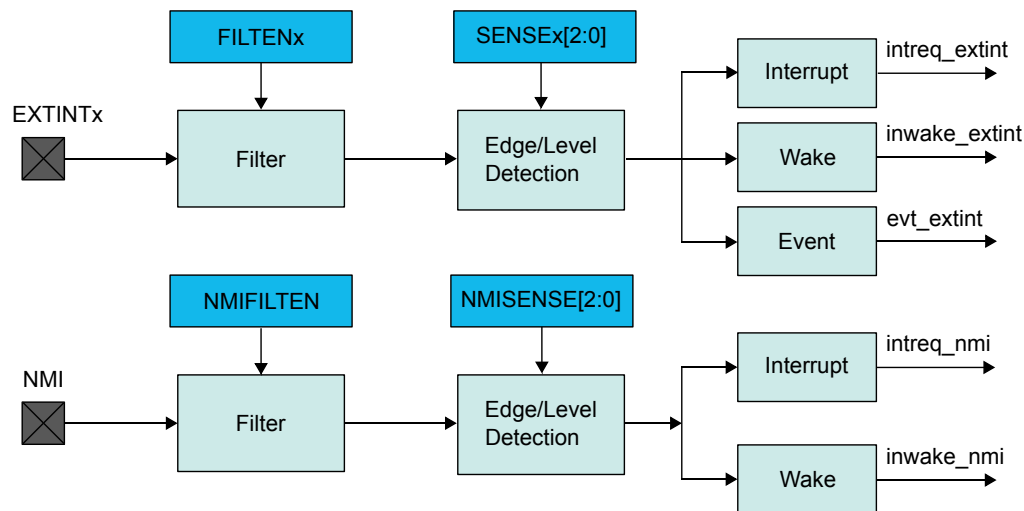 FILTENx
SENSEx[2:0]
intreq_extint
Interrupt
EXTINTx
Filter
Edge/Level
Detection
inwake_extint
Wake
evt_extint
Event
NMIFILTEN
NMISENSE[2:0]
intreq_nmi
Interrupt
NMI
Filter
Edge/Level
Detection
inwake_nmi
Wake